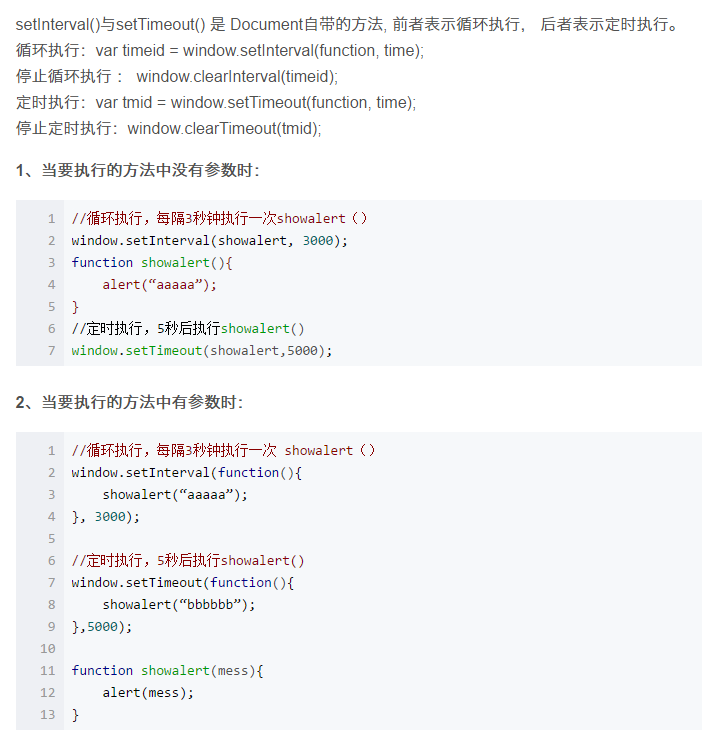 setInterval()与setTimeout() 是 Document自带的方法, 前者表示循环执行， 后者表示定时执行。
循环执行：var timeid = window.setInterval(function, time);
停止循环执行 ： window.clearInterval(timeid);
定时执行：var tmid = window.setTimeout(function, time);
停止定时执行：window.clearTimeout(tmid);
1、当要执行的方法中没有参数时：
1 //循环执行，每隔3秒钟执行一次showalert（）
2 window.setInterval(showalert, 3000);
3 function showalert(){
4     alert(“aaaaa”);
5 }
6 //定时执行，5秒后执行showalert()
7 window.setTimeout(showalert,5000);
2、当要执行的方法中有参数时：
1 //循环执行，每隔3秒钟执行一次 showalert（）
2 window.setInterval(function(){
3     showalert(“aaaaa”);
4 }, 3000);
5
6 //定时执行，5秒后执行showalert()
7 window.setTimeout(function(){
8     showalert(“bbbbbb”);
9 },5000);
10
11 function showalert(mess){
12     alert(mess);
13 }